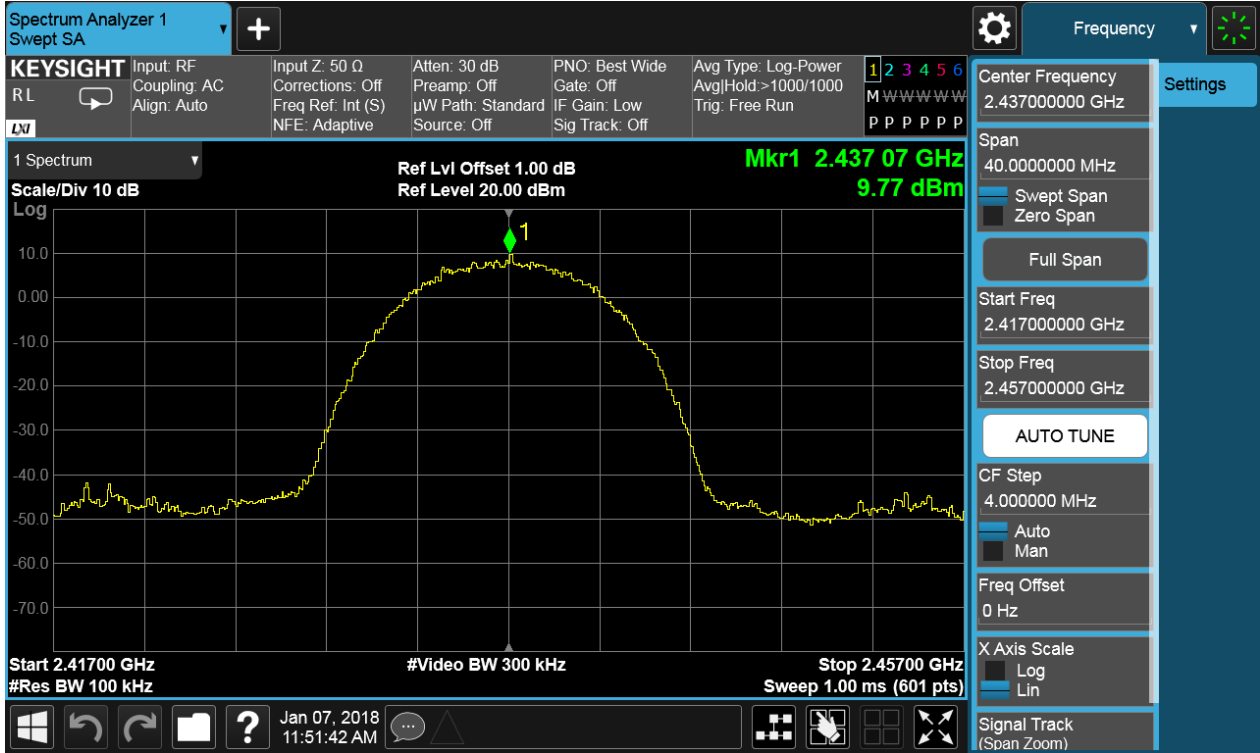 Spectrum Analyzer 1
Swept SA
Frequency
KEYSIGHT
R L
LXI
Input: RF
Coupling: AC
Align: Auto
Input Z: 50 Ω
Corrections: Off
Freq Ref: Int (S)
NFE: Adaptive
Atten: 30 dB
Preamp: Off
µW Path: Standard
Source: Off
PNO: Best Wide
Gate: Off
IF Gain: Low
Sig Track: Off
Avg Type: Log-Power
Avg|Hold:>1000/1000
Trig: Free Run
1 2 3 4 5 6
M W W W W W
P P P P P P
1 Spectrum
Scale/Div 10 dB
Log
Ref Lvl Offset 1.00 dB
Ref Level 20.00 dBm
Mkr1 2.437 07 GHz
9.77 dBm
1
10.0
0.00
-10.0
-20.0
-30.0
-40.0
-50.0
-60.0
-70.0
Start 2.41700 GHz
#Res BW 100 kHz
#Video BW 300 kHz
Stop 2.45700 GHz
Sweep 1.00 ms (601 pts)
Center Frequency
2.437000000 GHz
Span
40.0000000 MHz
Swept Span
Zero Span
Full Span
Start Freq
2.417000000 GHz
Stop Freq
2.457000000 GHz
AUTO TUNE
CF Step
4.000000 MHz
Auto
Man
Freq Offset
0 Hz
X Axis Scale
Log
Lin
Signal Track
(Span Zoom)
Settings
?
Jan 07, 2018
11:51:42 AM